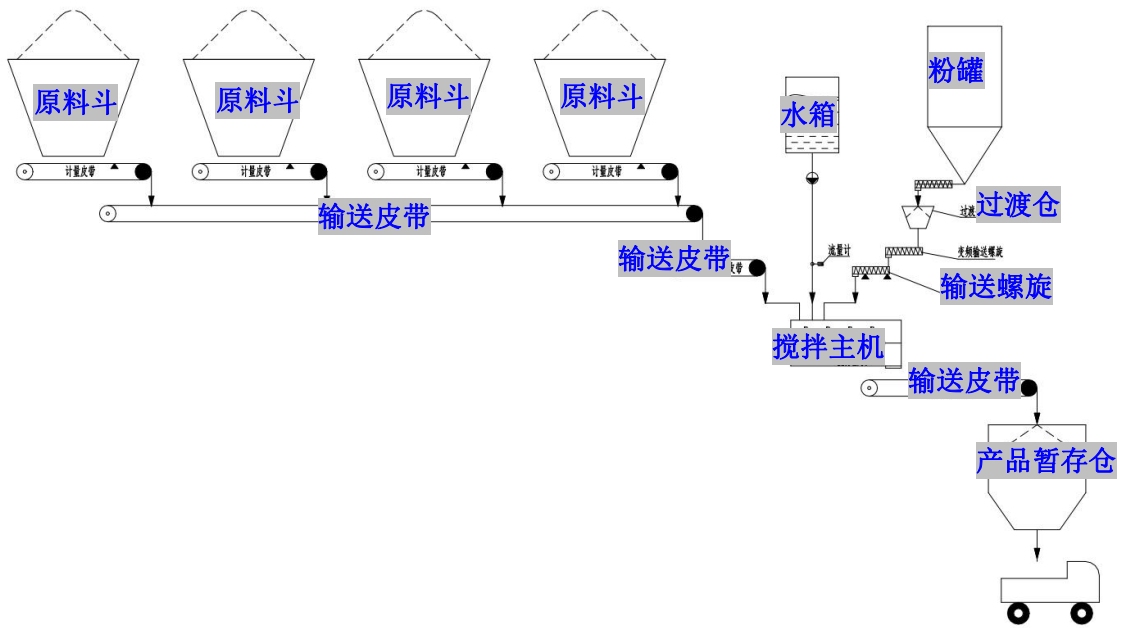 原料斗
原料斗
原料斗
原料斗
粉罐
水箱
计量皮带
计量皮带
计量皮带
计量皮带
过渡
过渡仓
输送皮带
输送皮带
带
流量计
变频输送螺旋
输送螺旋
搅拌主机
输送皮带
产品暂存仓